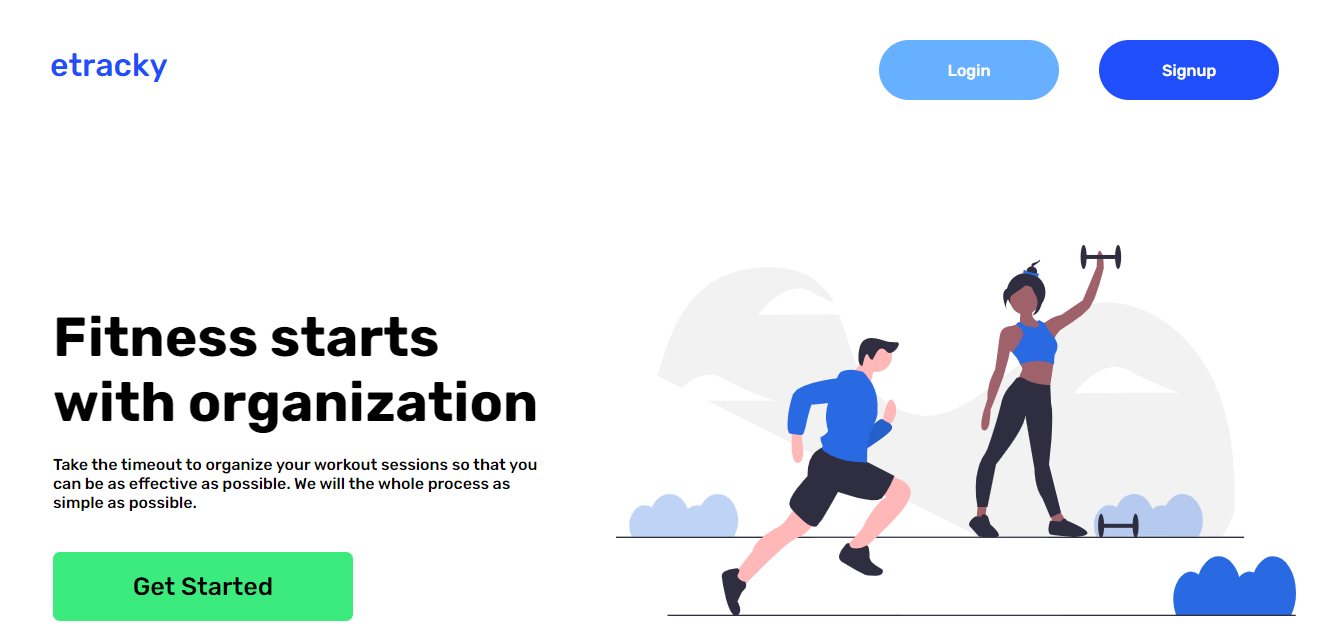 etracky
Login
Signup
Fitness starts
with organization
Take the timeout to organize your workout sessions so that you
can be as effective as possible. We will the whole process as
simple as possible.
Get Started